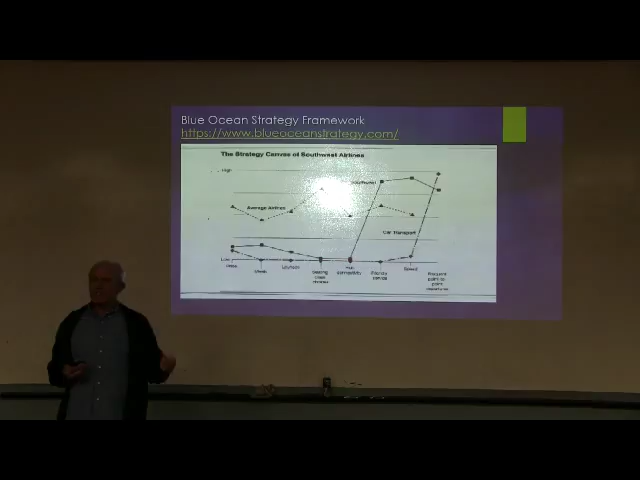 Blue Ocean Strategy Framework
https://www.blueoceanstrategy.com/
The Strategy Canvas of Southwest Airlines
High
Southwest
Average Airlines
Car Transport
Low
Price
Meals
Lounges
Seating
class
choices
Hub
connectivity
Friendly
service
Speed
Frequent
point-to-
point
departures